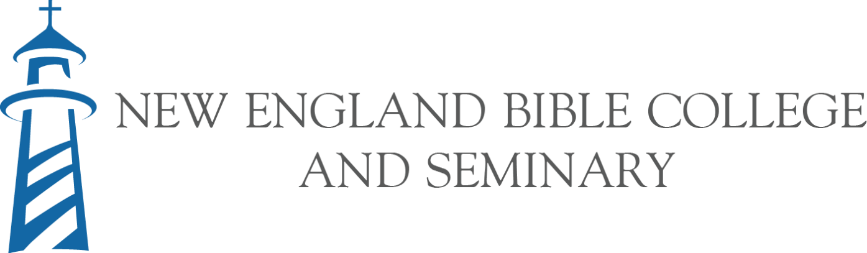 NEW ENGLAND BIBLE COLLEGE
AND SEMINARY